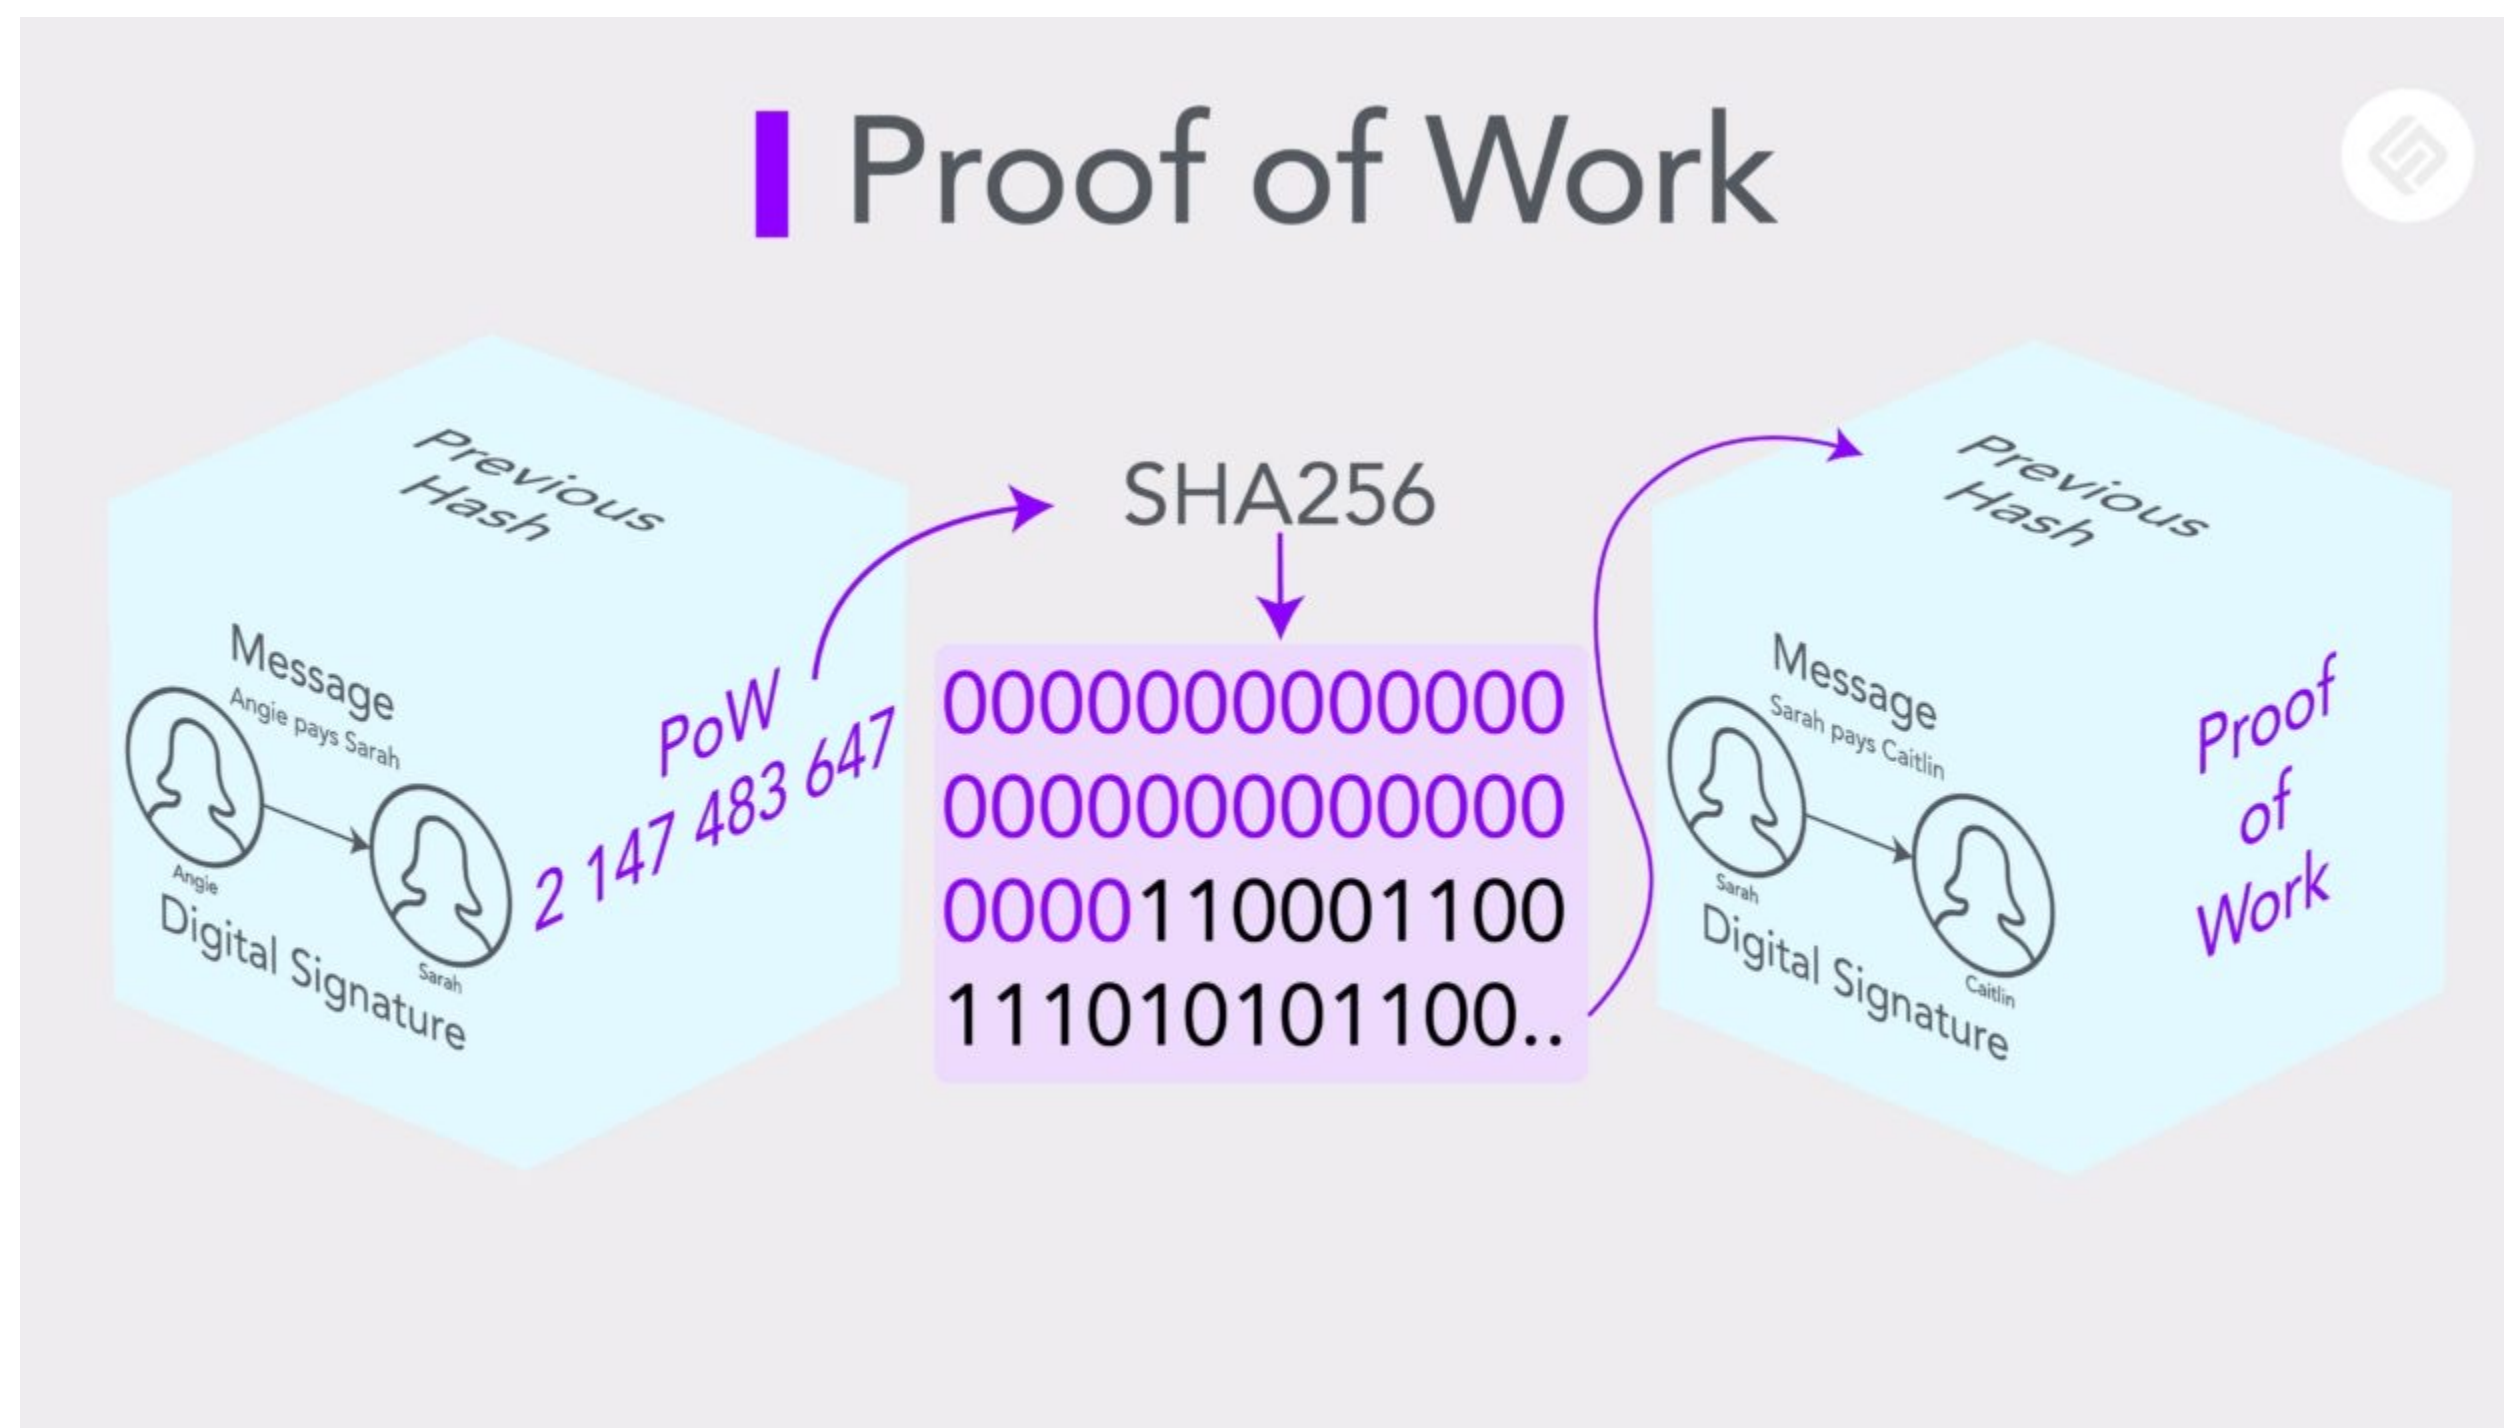 Proof of Work
Previous
Hash
Message
Angie pays Sarah
Angie
Sarah
Digital Signature
PoW
2 147 483 647
SHA256
0000000000000
0000000000000
0000110001100
111010101100..
Previous
Hash
Message
Sarah pays Caitlin
Sarah
Caitlin
Digital Signature
Proof
of
Work